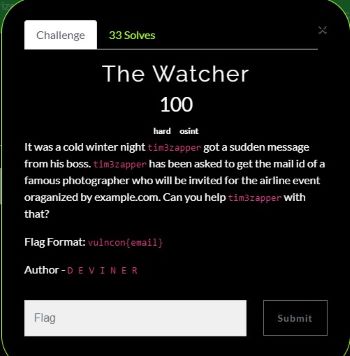 Challenge
33 Solves
×
The Watcher
100
hard osint
It was a cold winter night tim3zapper got a sudden message
from his boss. tim3zapper has been asked to get the mail id of a
famous photographer who will be invited for the airline event
oraganized by example.com. Can you help tim3zapper with
that?
Flag Format: vulncon{email}
Author - D E V I N E R
Flag
Submit